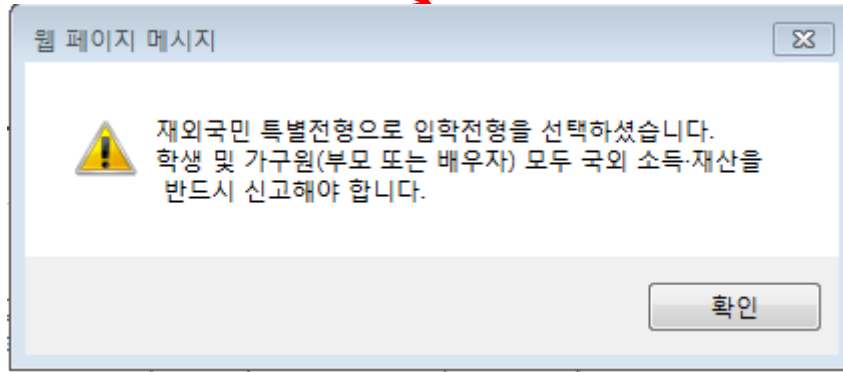 웹 페이지 메시지
재외국민 특별전형으로 입학전형을 선택하셨습니다.
학생 및 가구원(부모 또는 배우자) 모두 국외 소득·재산을
반드시 신고해야 합니다.
확인